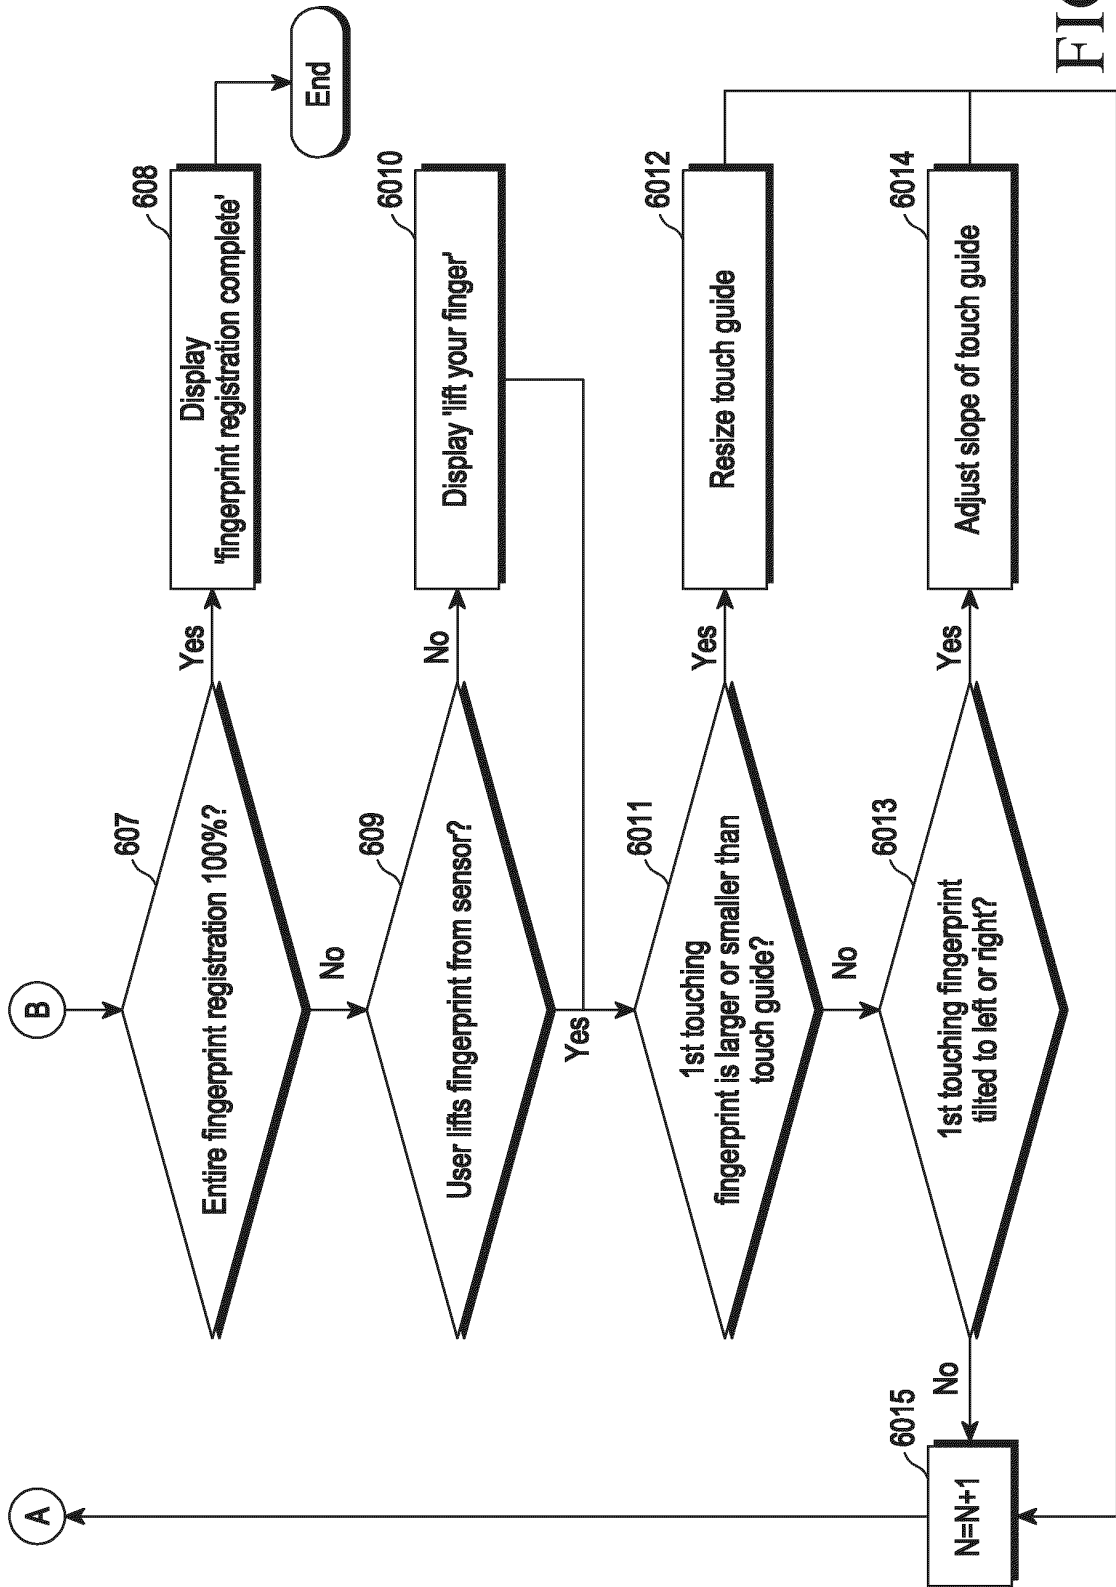 B
607
Entire fingerprint registration 100%?
Yes
608
Display
'fingerprint registration complete'
End
No
609
User lifts fingerprint from sensor?
No
6010
Display 'lift your finger'
Yes
6011
1st touching
fingerprint is larger or smaller than
touch guide?
Yes
6012
Resize touch guide
No
6013
1st touching fingerprint
tilted to left or right?
Yes
6014
Adjust slope of touch guide
No
6015
N=N+1
A